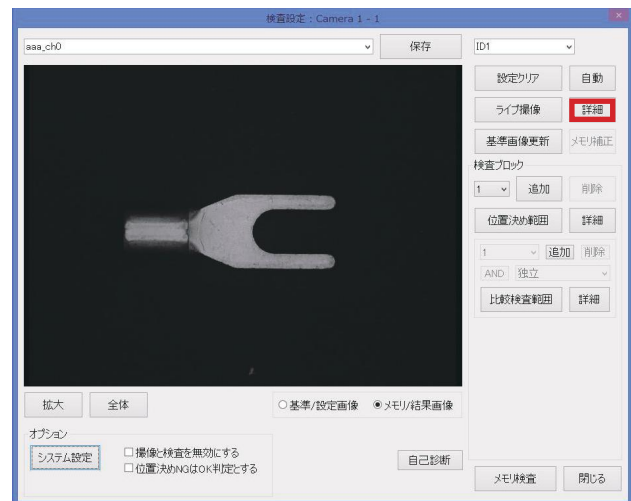 検査設定 : Camera 1 - 1
aaa_ch0
保存
ID1
設定クリア
自動
ライブ撮像
詳細
基準画像更新
メモリ補正
検査ブロック
1
追加
削除
位置決め範囲
詳細
1
追加
削除
AND
独立
比較検査範囲
詳細
拡大
全体
基準/設定画像
メモリ/結果画像
オプション
システム設定
撮像と検査を無効にする
位置決めNGはOK判定とする
自己診断
メモリ検査
閉じる